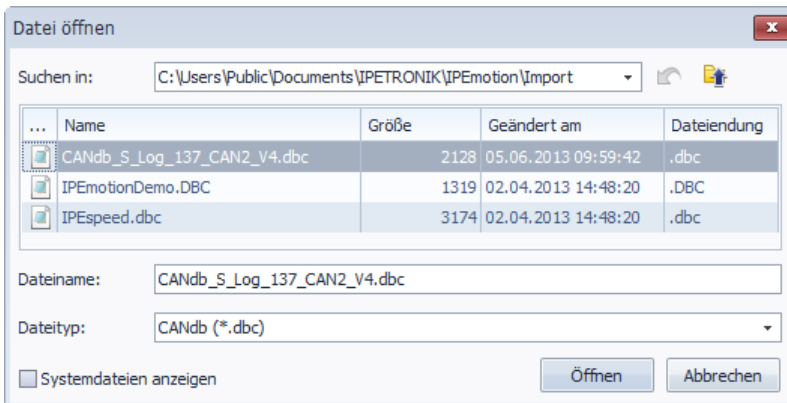 Datei öffnen
Suchen in: C:\Users\Public\Documents\IPETRONIK\IPEmotion\Import
... Name Größe Geändert am Dateiendung
CANdb_S_Log_137_CAN2_V4.dbc 2128 05.06.2013 09:59:42 .dbc
IPEmotionDemo.DBC 1319 02.04.2013 14:48:20 .DBC
IPEspeed.dbc 3174 02.04.2013 14:48:20 .dbc
Dateiname: CANdb_S_Log_137_CAN2_V4.dbc
Dateityp: CANdb (*.dbc)
Systemdateien anzeigen Öffnen Abbrechen